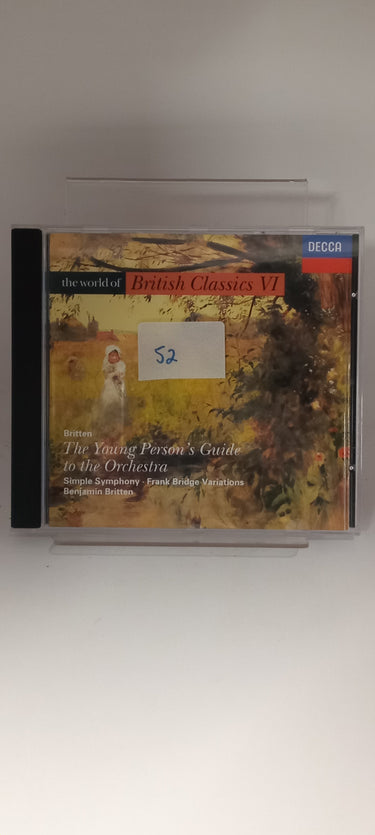 DECCA
the world of British Classics VI
52
Britten
The Young Person's Guide
to the Orchestra
Simple Symphony · Frank Bridge Variations
Benjamin Britten